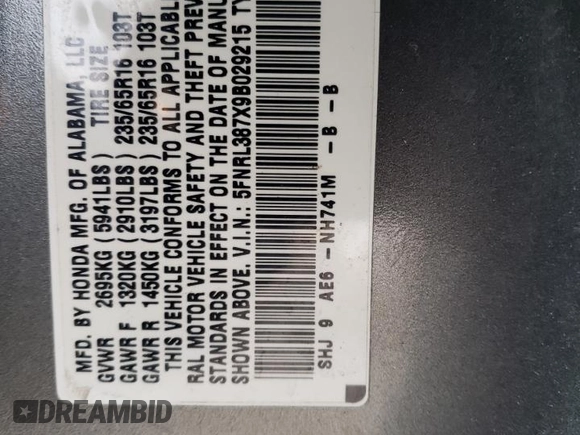 MFD. BY HONDA MFG. OF ALABAMA, LLC
GVWR 2695KG (5941LBS) TIRE SIZE
GAWR F 1320KG (2910LBS) 235/65R16 103T
GAWR R 1450KG (3197LBS) 235/65R16 103T
THIS VEHICLE CONFORMS TO ALL APPLICABL
RAL MOTOR VEHICLE SAFETY AND THEFT PREV
STANDARDS IN EFFECT ON THE DATE OF MANU
SHOWN ABOVE. V.I.N.: 5FNRL387X9B029215 TY
SHJ 9 AE6 -NH741M -B -B
DREAMBID